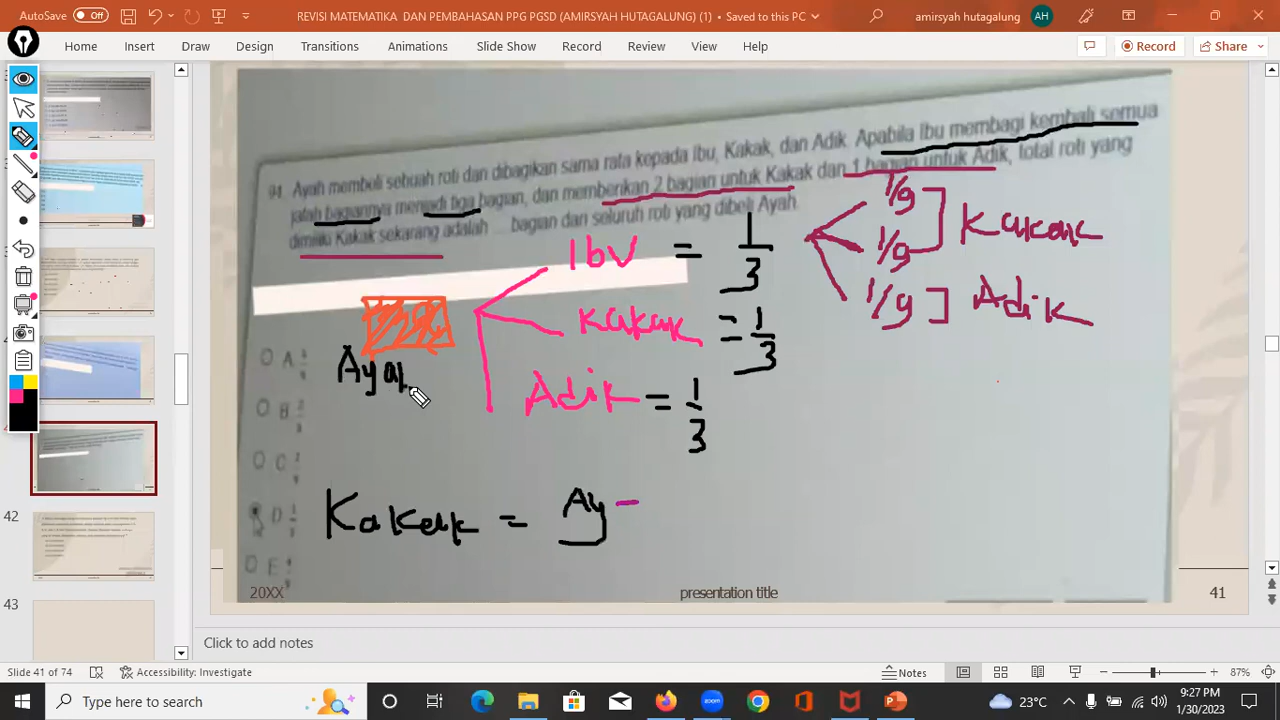 AutoSave Off REVISI MATEMATIKA DAN PEMBAHASAN PPG PGSD (AMIRSYAH HUTAGALUNG) (1) • Saved to this PC amirsyah hutagalung AH
Home Insert Draw Design Transitions Animations Slide Show Record Review View Help Record Share
Ayah membeli sebuah roti dan dibagikan sama rata kepada Ibu, Kakak, dan Adik. Apabila Ibu membagi kembali semua
jatah bagiannya menjadi tiga bagian, dan memberikan 2 bagian untuk Kakak dan 1 bagian untuk Adik, total roti yang
dimiliki Kakak sekarang adalah ... bagian dari seluruh roti yang dibeli Ayah.
Ibu = 1/3
1/9
1/9
Kakak
1/9
Adik
Kakak = 1/3
Adik = 1/3
Aya
A
B
C
D
E
Kakak = Ay
20XX presentation title 41
42
43
Click to add notes
Slide 41 of 74 Accessibility: Investigate Notes 87%
Type here to search zoom 23°C 9:27 PM
1/30/2023